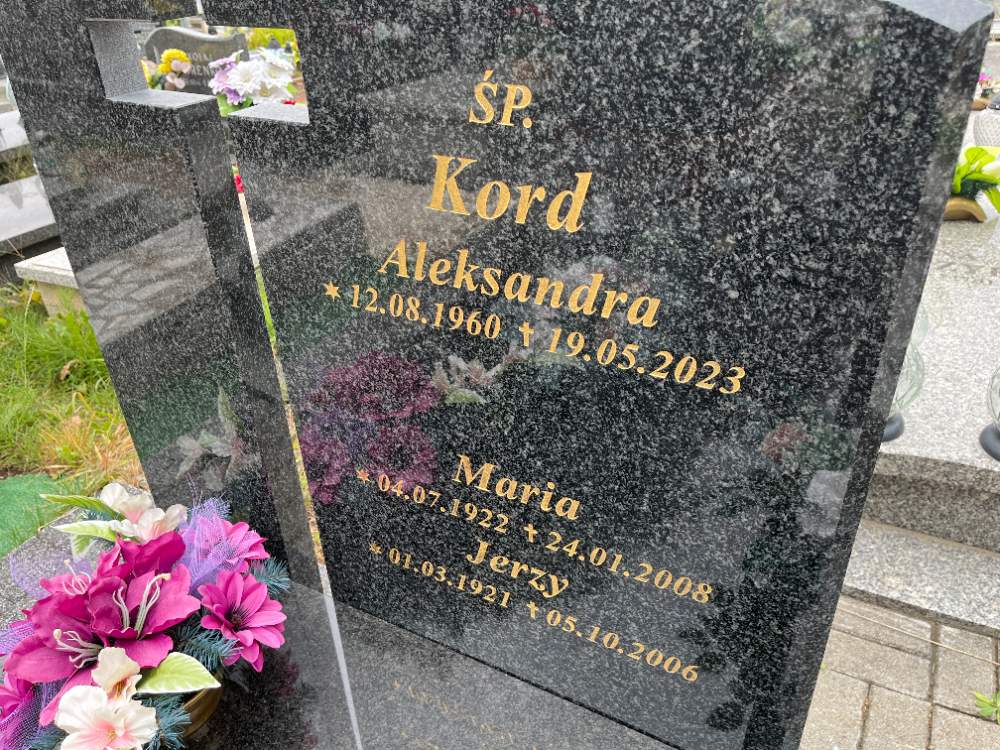 ŚP.
Kord
Aleksandra
* 12.08.1960 † 19.05.2023
Maria
* 04.07.1922 † 24.01.2008
Jerzy
* 01.03.1921 † 05.10.2006